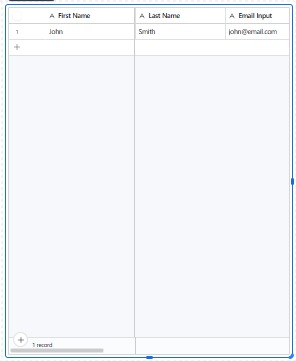 A First Name A Last Name A Email Input
1 John Smith john@email.com
+
+ 1 record